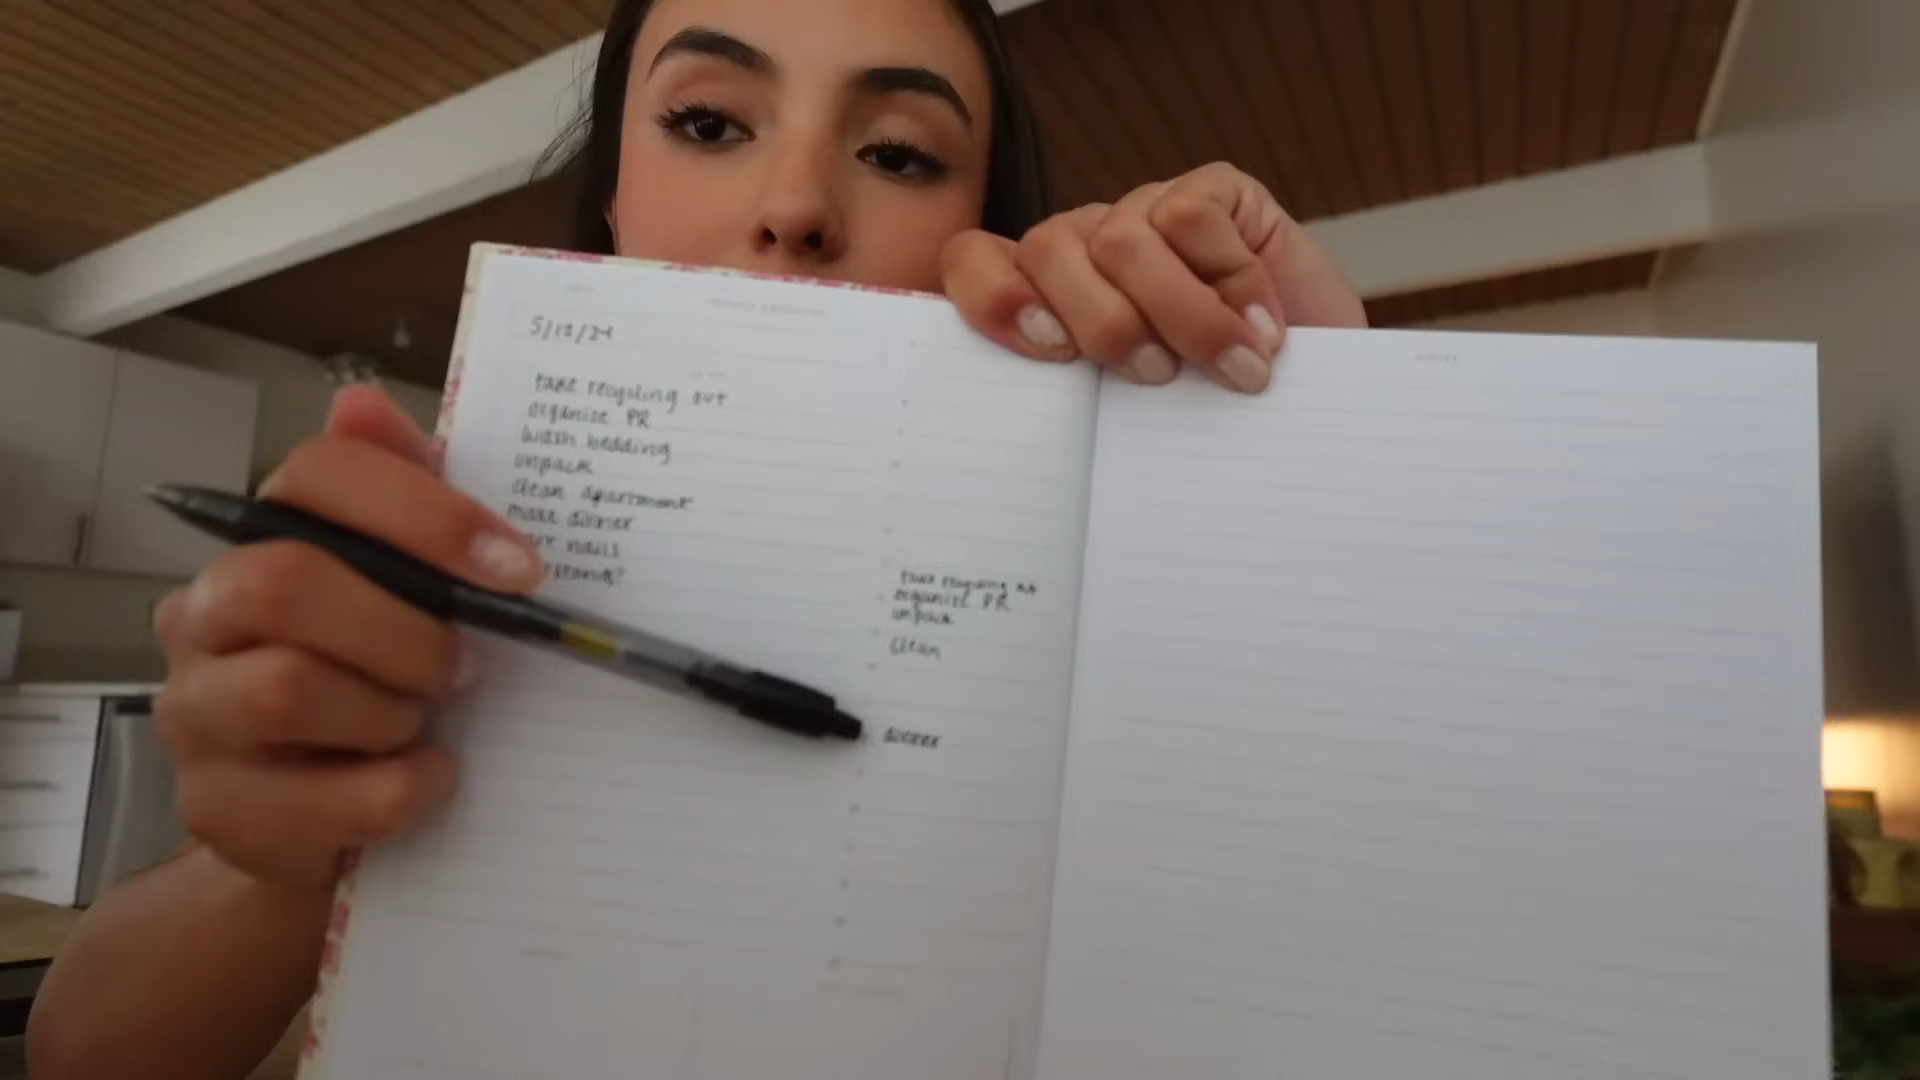 5/12/24
take recycling out
organize PR
wash bedding
unpack
clean apartment
make dinner
nails
take recycling
organize PR
unpack
clean
dinner
NOTES